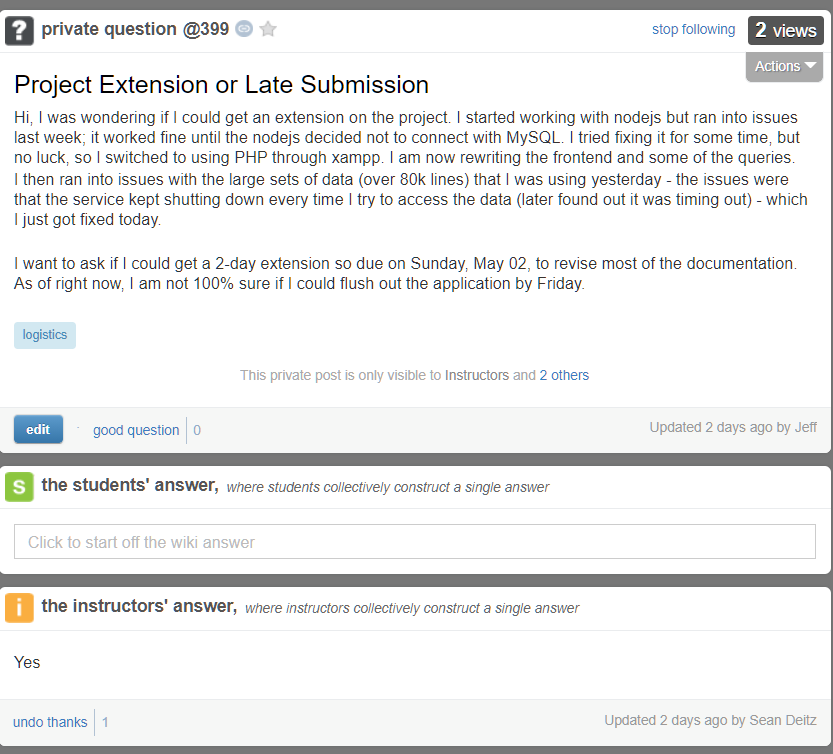 ? private question @399
stop following
2 views
Actions
Project Extension or Late Submission
Hi, I was wondering if I could get an extension on the project. I started working with nodejs but ran into issues
last week; it worked fine until the nodejs decided not to connect with MySQL. I tried fixing it for some time, but
no luck, so I switched to using PHP through xampp. I am now rewriting the frontend and some of the queries.
I then ran into issues with the large sets of data (over 80k lines) that I was using yesterday - the issues were
that the service kept shutting down every time I try to access the data (later found out it was timing out) - which
I just got fixed today.
I want to ask if I could get a 2-day extension so due on Sunday, May 02, to revise most of the documentation.
As of right now, I am not 100% sure if I could flush out the application by Friday.
logistics
This private post is only visible to Instructors and 2 others
edit · good question 0
Updated 2 days ago by Jeff
S the students' answer, where students collectively construct a single answer
Click to start off the wiki answer
i the instructors' answer, where instructors collectively construct a single answer
Yes
undo thanks 1
Updated 2 days ago by Sean Deitz